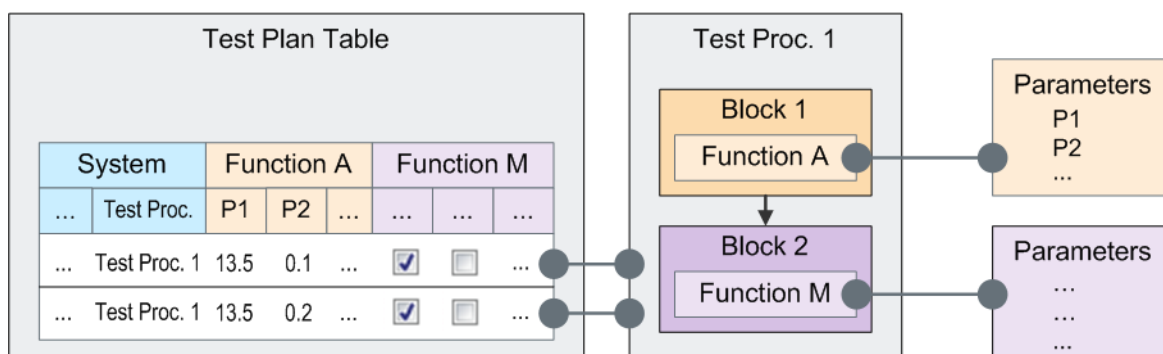 Test Plan Table
System Function A Function M
... Test Proc. P1 P2 ... ... ... ...
... Test Proc. 1 13.5 0.1 ... ...
... Test Proc. 1 13.5 0.2 ... ...
Test Proc. 1
Block 1
Function A
Block 2
Function M
Parameters
P1
P2
...
Parameters
...
...
...